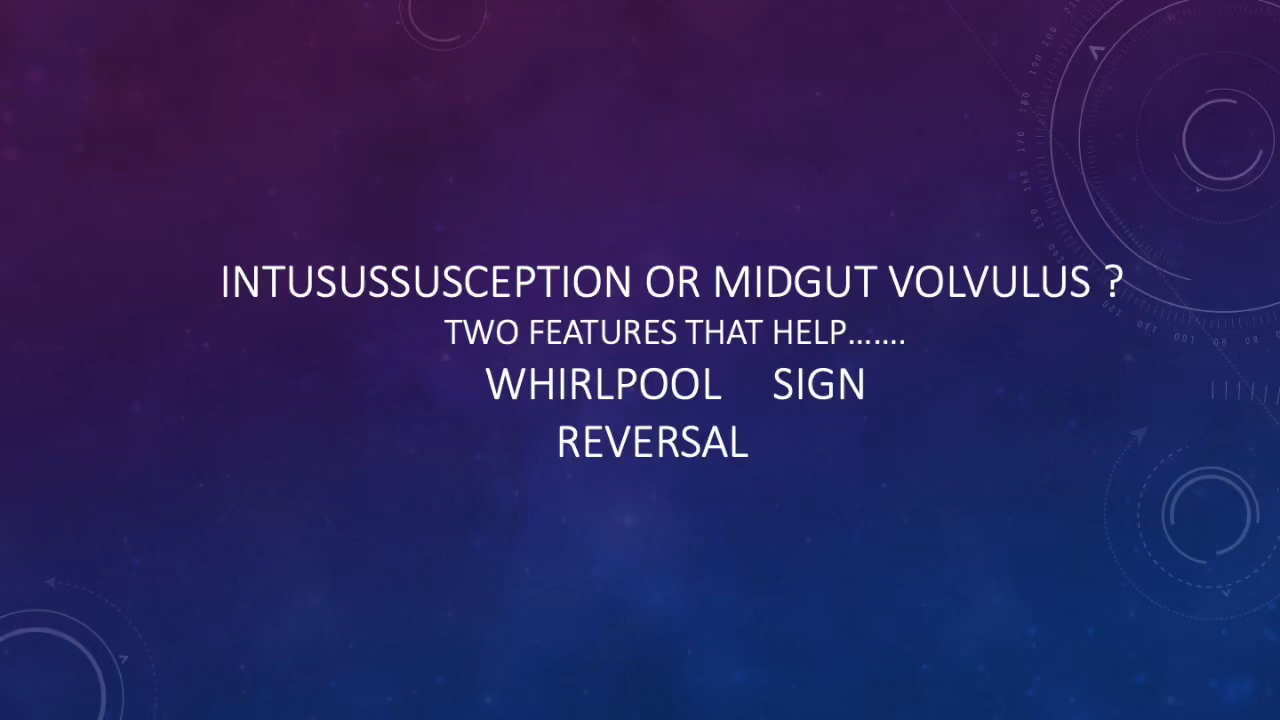 INTUSUSSUSCEPTION OR MIDGUT VOLVULUS ?
TWO FEATURES THAT HELP…….
WHIRLPOOL SIGN
REVERSAL